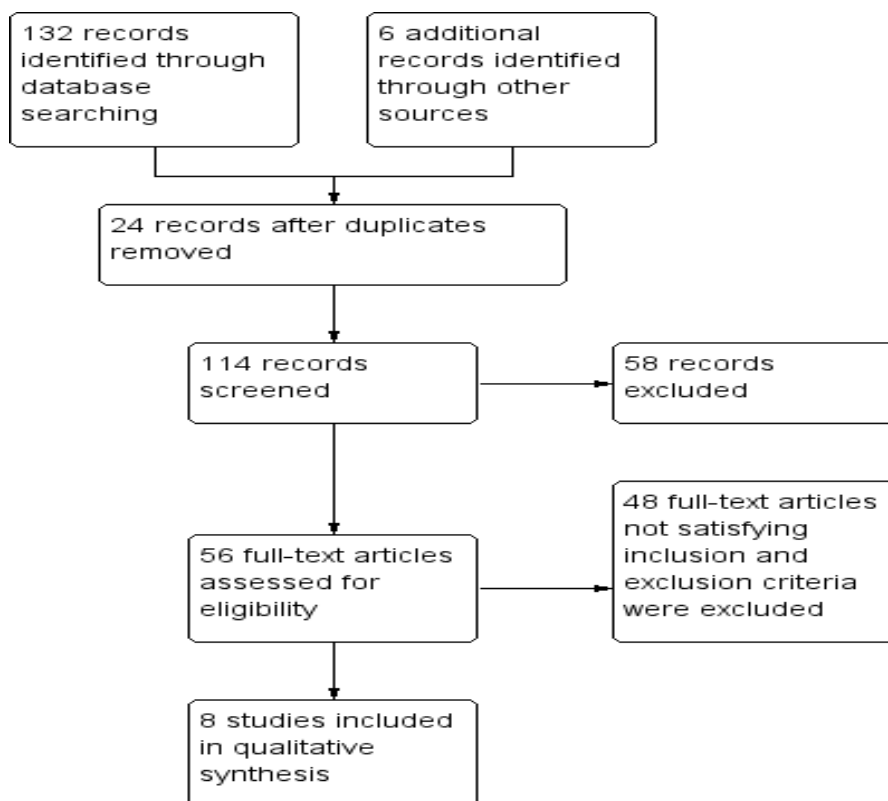 132 records
identified through
database
searching
6 additional
records identified
through other
sources
24 records after duplicates
removed
114 records
screened
58 records
excluded
56 full-text articles
assessed for
eligibility
48 full-text articles
not satisfying
inclusion and
exclusion criteria
were excluded
8 studies included
in qualitative
synthesis